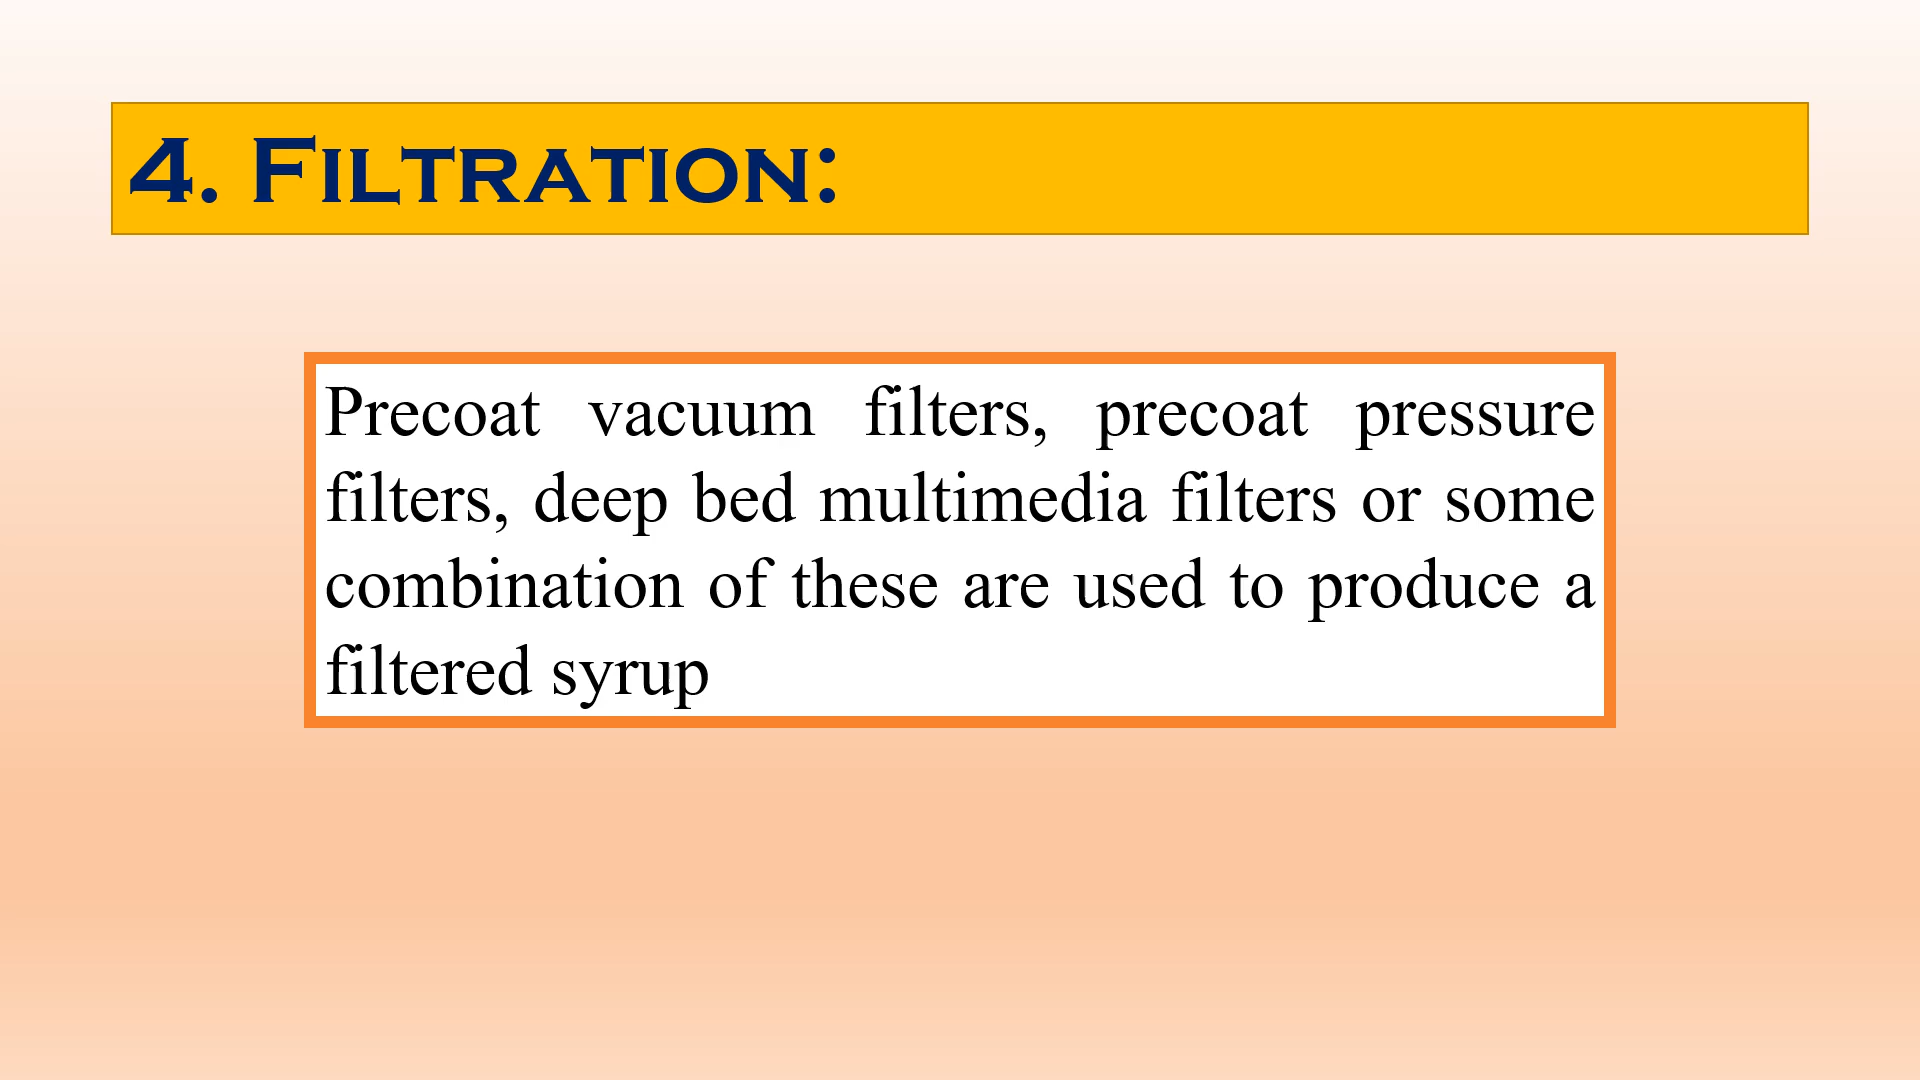 4. Filtration:
Precoat vacuum filters, precoat pressure
filters, deep bed multimedia filters or some
combination of these are used to produce a
filtered syrup